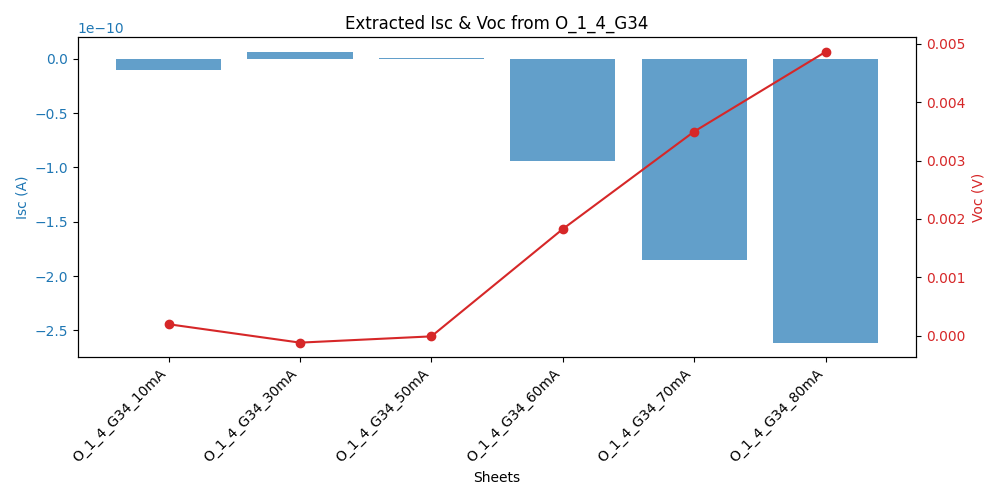 Extracted Isc & Voc from O_1_4_G34
1e−10
0.0
−0.5
−1.0
−1.5
−2.0
−2.5
Isc (A)
0.005
0.004
0.003
0.002
0.001
0.000
Voc (V)
O_1_4_G34_10mA
O_1_4_G34_30mA
O_1_4_G34_50mA
O_1_4_G34_60mA
O_1_4_G34_70mA
O_1_4_G34_80mA
Sheets